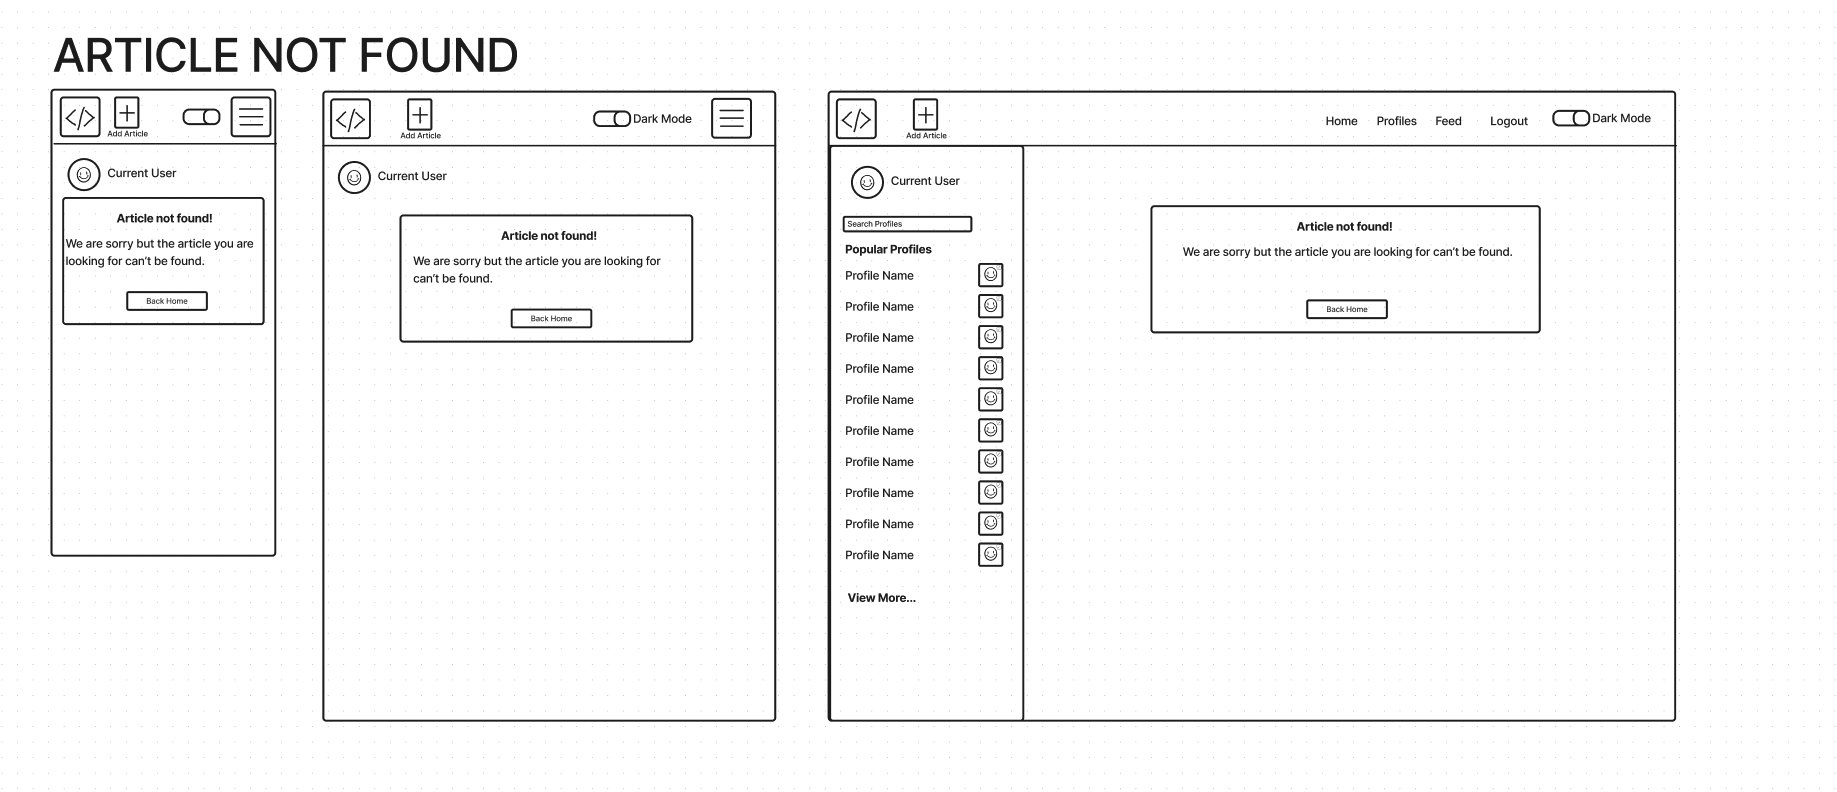 ARTICLE NOT FOUND
</>
Add Article
Current User
Article not found!
We are sorry but the article you are
looking for can't be found.
Back Home
</>
Add Article
Dark Mode
Current User
Article not found!
We are sorry but the article you are looking for
can't be found.
Back Home
</>
Add Article
Home Profiles Feed Logout Dark Mode
Current User
Search Profiles
Popular Profiles
Profile Name
Profile Name
Profile Name
Profile Name
Profile Name
Profile Name
Profile Name
Profile Name
Profile Name
Profile Name
View More...
Article not found!
We are sorry but the article you are looking for can't be found.
Back Home